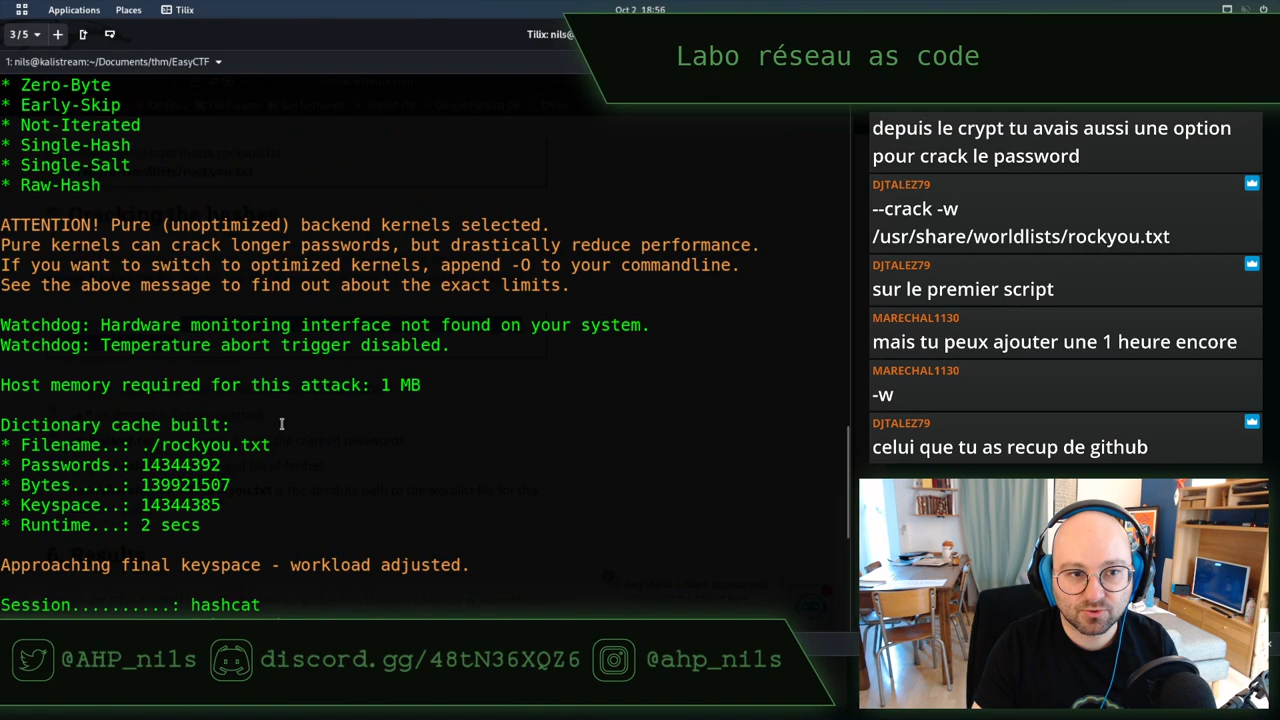 Applications Places Tilix
Oct 2 18:56
3/5
Tilix: nils@
1: nils@kalistream:~/Documents/thm/EasyCTF
Labo réseau as code
* Zero-Byte
* Early-Skip
* Not-Iterated
* Single-Hash
* Single-Salt
* Raw-Hash
ATTENTION! Pure (unoptimized) backend kernels selected.
Pure kernels can crack longer passwords, but drastically reduce performance.
If you want to switch to optimized kernels, append -O to your commandline.
See the above message to find out about the exact limits.
Watchdog: Hardware monitoring interface not found on your system.
Watchdog: Temperature abort trigger disabled.
Host memory required for this attack: 1 MB
Dictionary cache built:
* Filename..: ./rockyou.txt
* Passwords.: 14344392
* Bytes.....: 139921507
* Keyspace..: 14344385
* Runtime...: 2 secs
Approaching final keyspace - workload adjusted.
Session..........: hashcat
depuis le crypt tu avais aussi une option
pour crack le password
DJTALEZ79
--crack -w
/usr/share/worldlists/rockyou.txt
DJTALEZ79
sur le premier script
MARECHAL1130
mais tu peux ajouter une 1 heure encore
MARECHAL1130
-w
DJTALEZ79
celui que tu as recup de github
@AHP_nils discord.gg/48tN36XQZ6 @ahp_nils